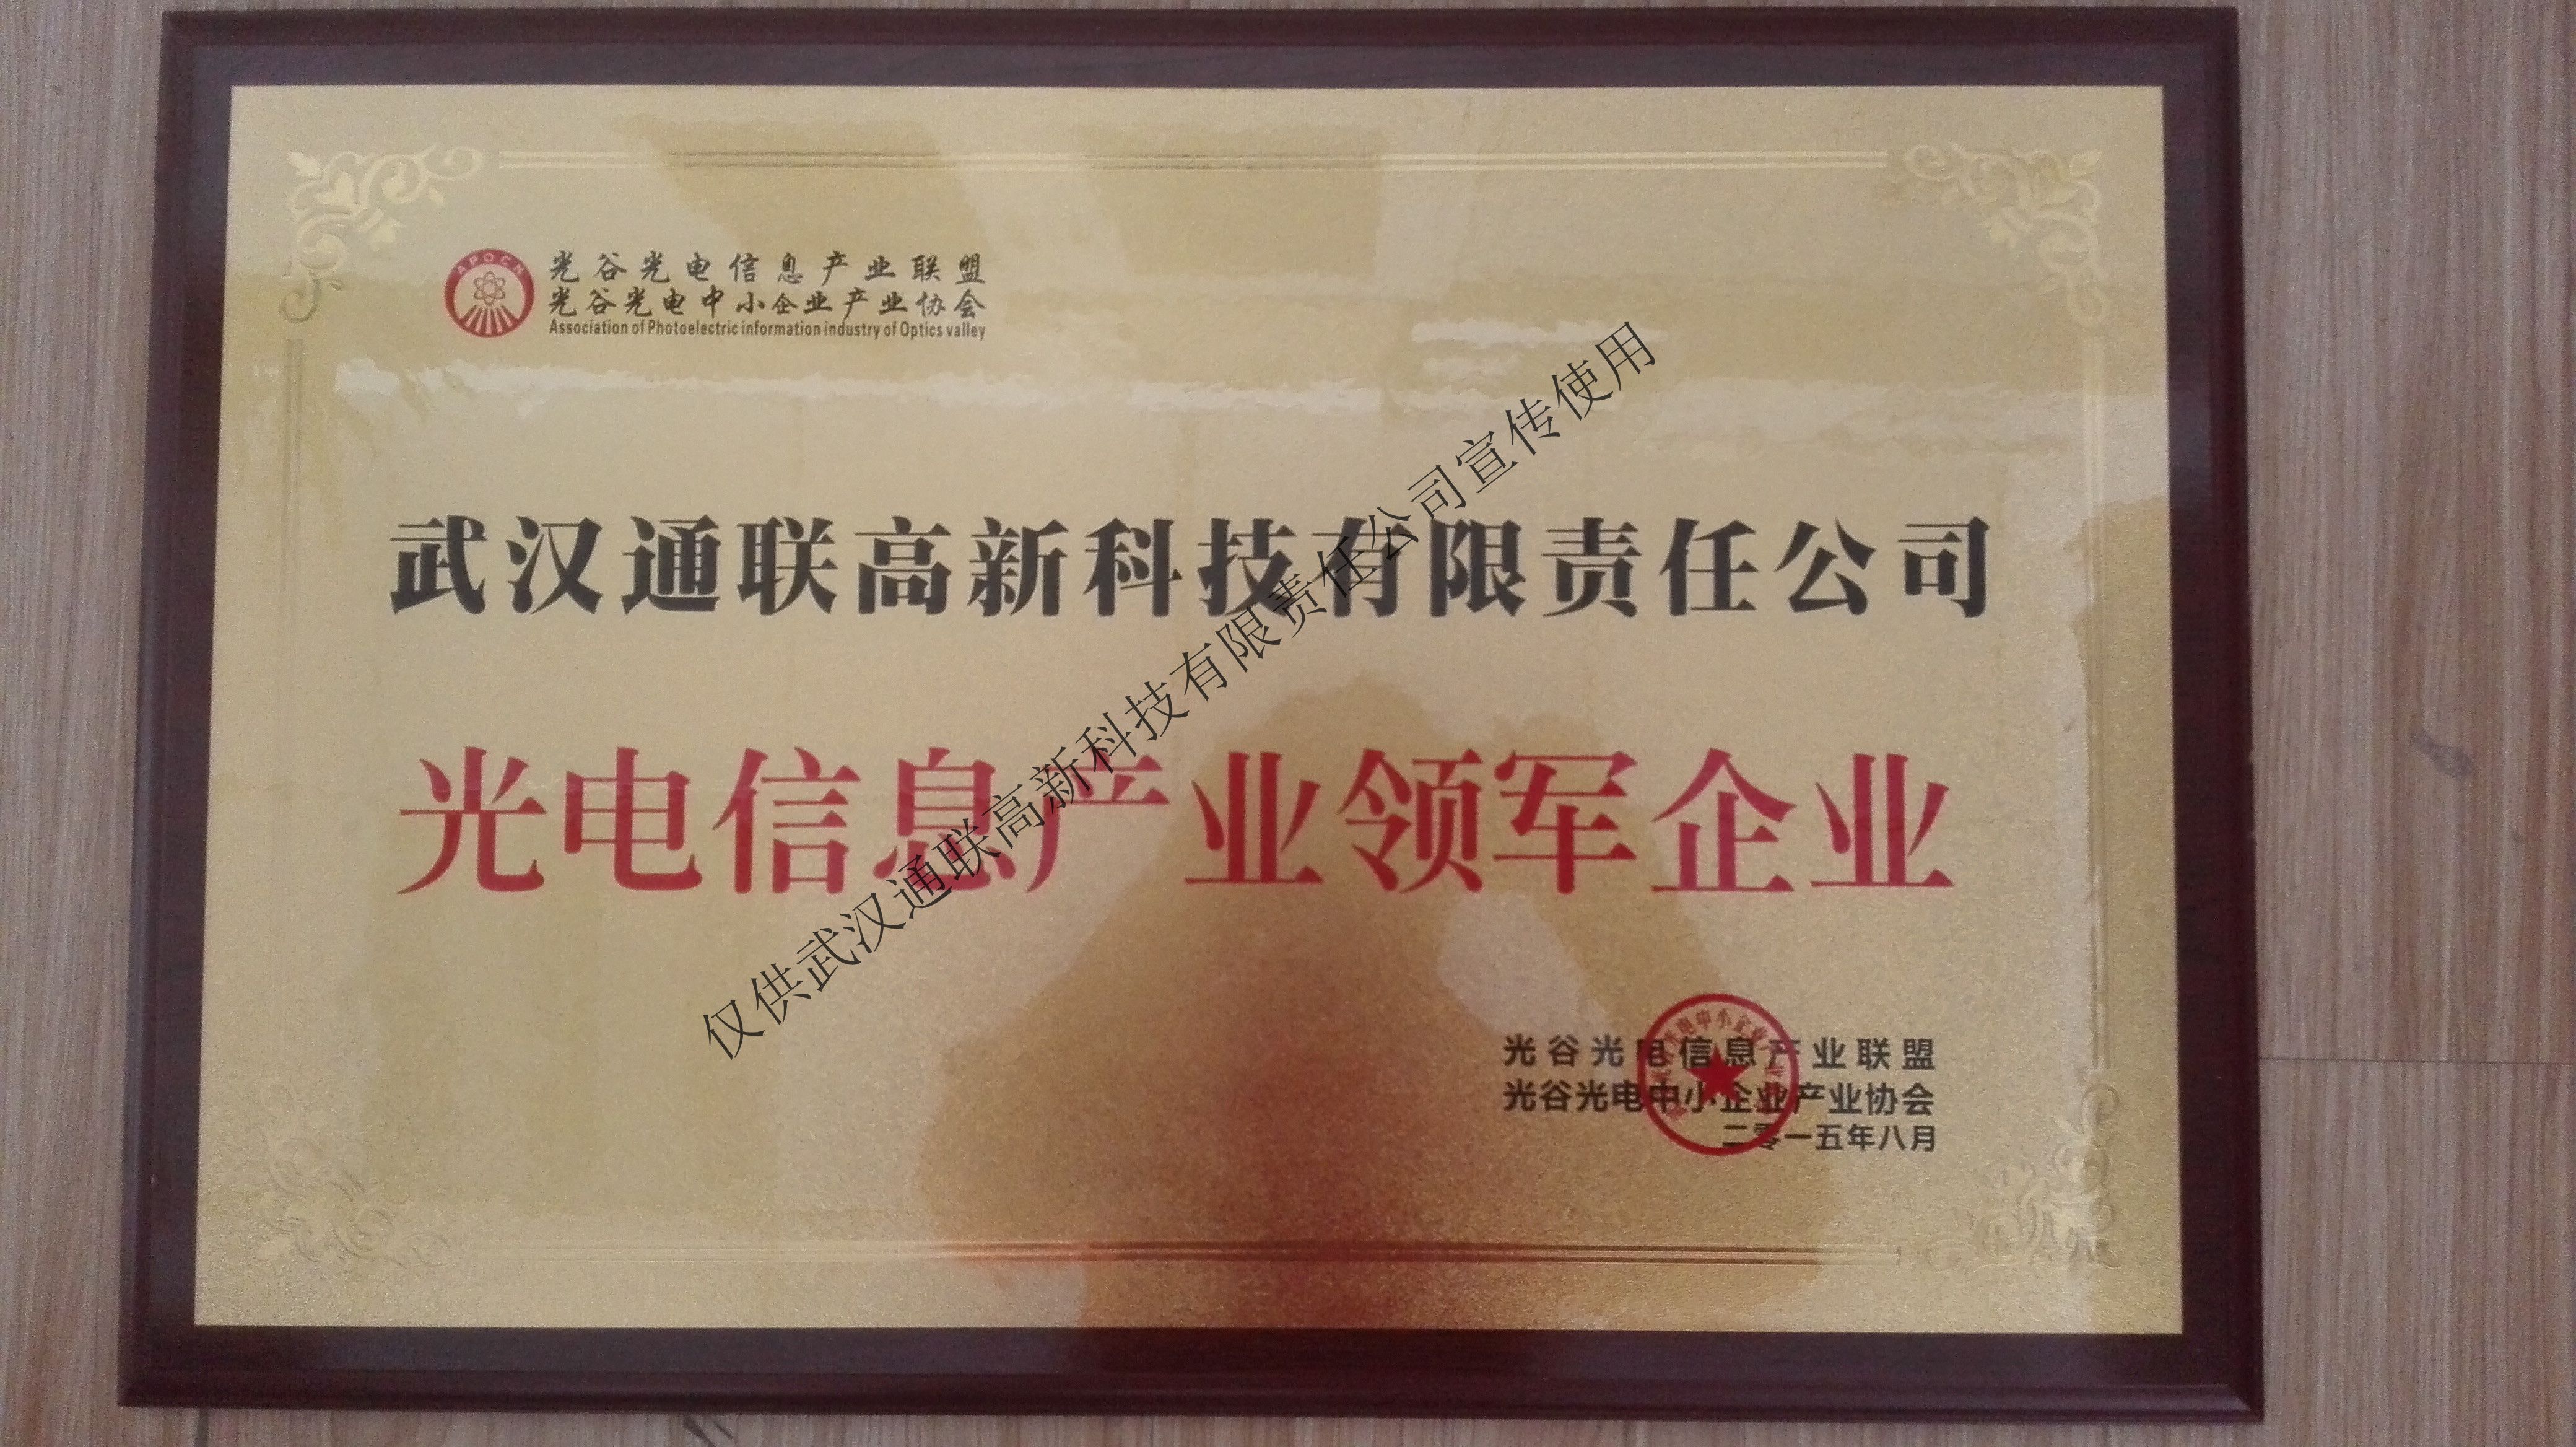 APOCN
光谷光电信息产业联盟
光谷光电中小企业产业协会
Association of Photoelectric information industry of Optics valley
武汉通联高新科技有限责任公司
光电信息产业领军企业
仅供武汉通联高新科技有限责任公司宣传使用
光谷光电信息产业联盟
光谷光电中小企业产业协会
二零一五年八月